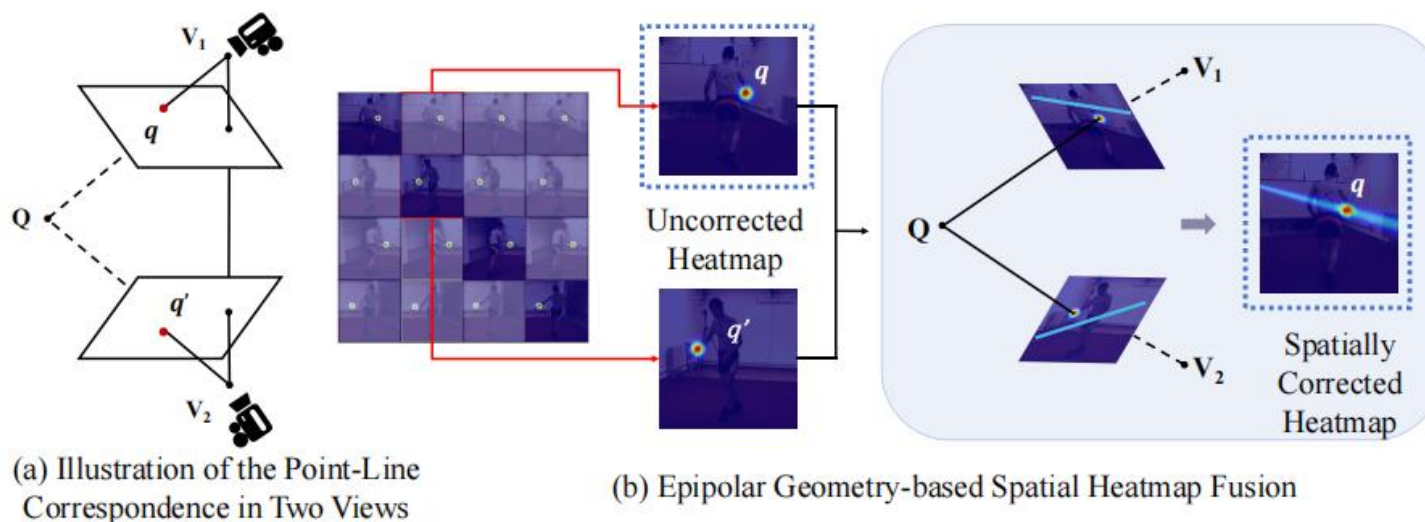 V1
q
Q
q'
V2
(a) Illustration of the Point-Line
Correspondence in Two Views
q
Uncorrected
Heatmap
q'
V1
Q
V2
q
Spatially
Corrected
Heatmap
(b) Epipolar Geometry-based Spatial Heatmap Fusion